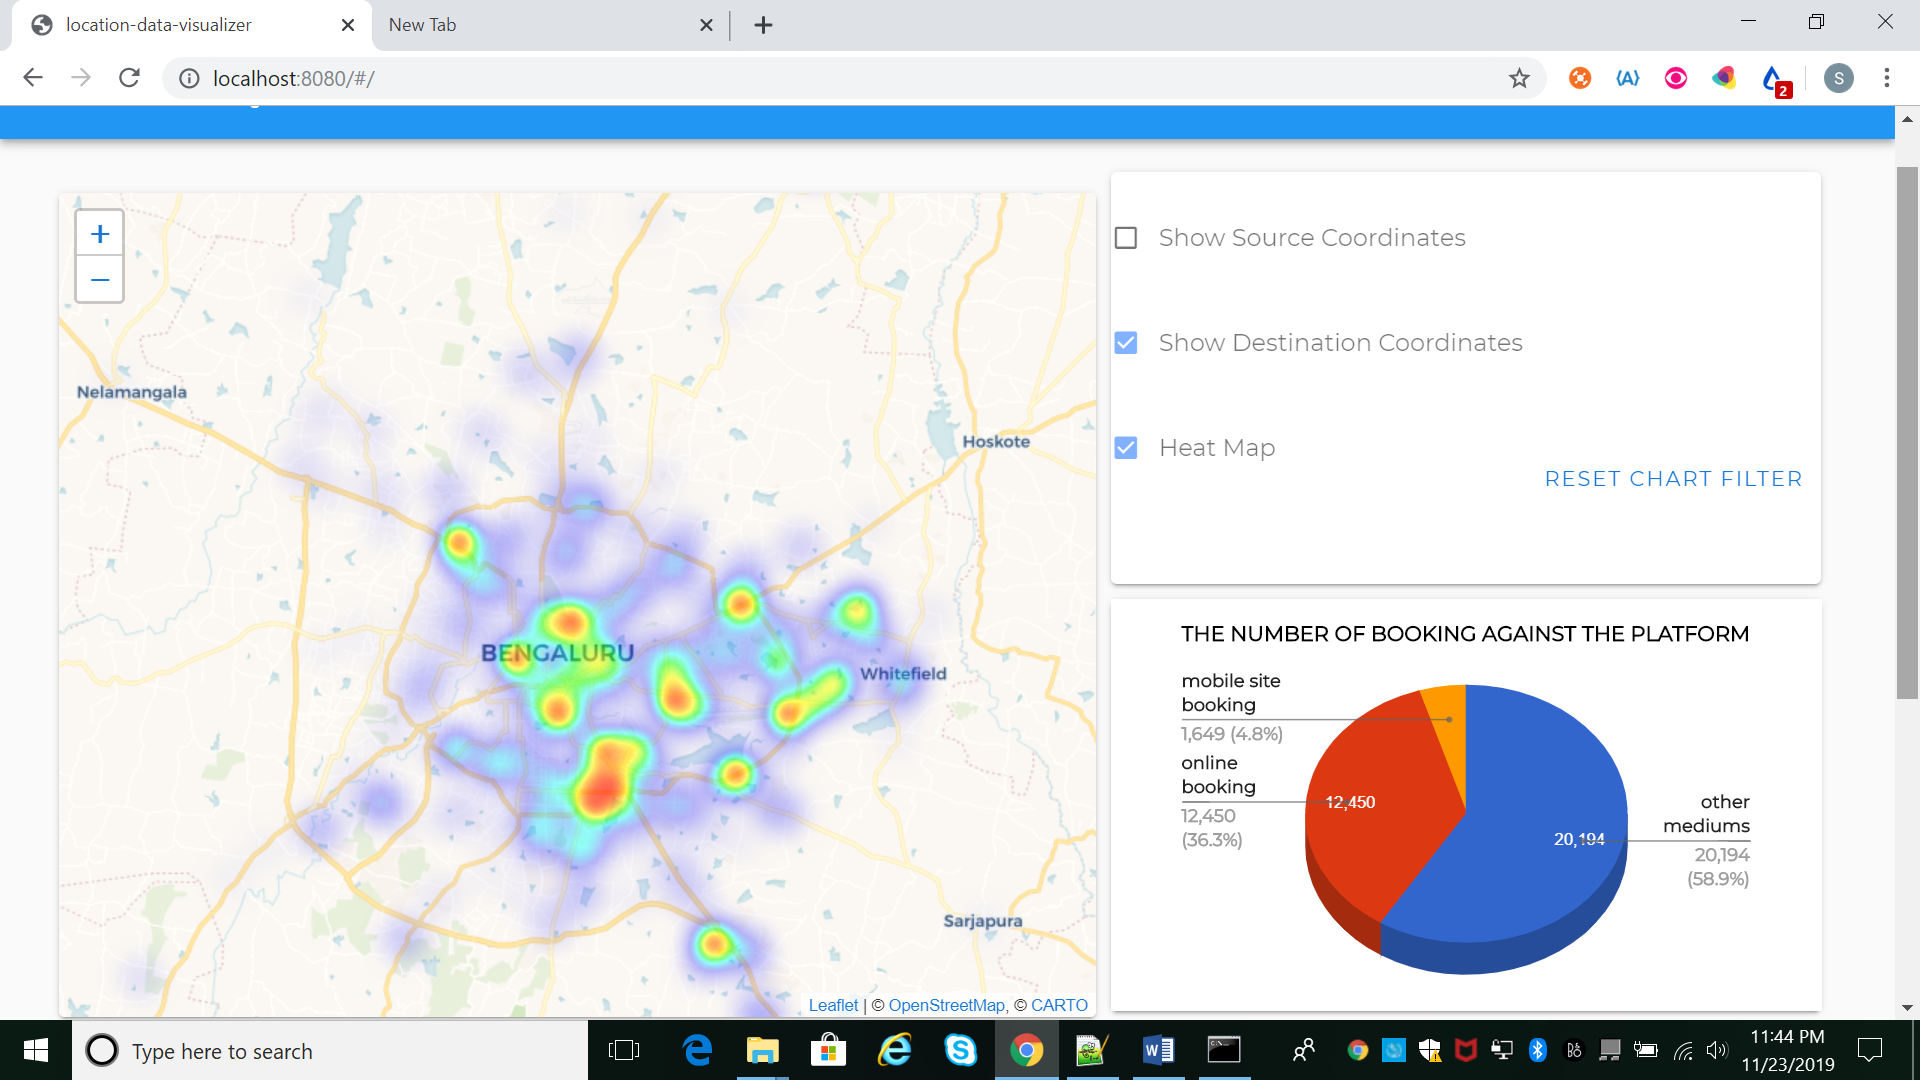 location-data-visualizer
New Tab
localhost:8080/#/
2
S
+
−
Nelamangala
Hoskote
BENGALURU
Whitefield
Sarjapura
Leaflet | © OpenStreetMap, © CARTO
Show Source Coordinates
Show Destination Coordinates
Heat Map
RESET CHART FILTER
THE NUMBER OF BOOKING AGAINST THE PLATFORM
mobile site
booking
1,649 (4.8%)
online
booking
12,450
(36.3%)
12,450
20,194
other
mediums
20,194
(58.9%)
Type here to search
11:44 PM
11/23/2019